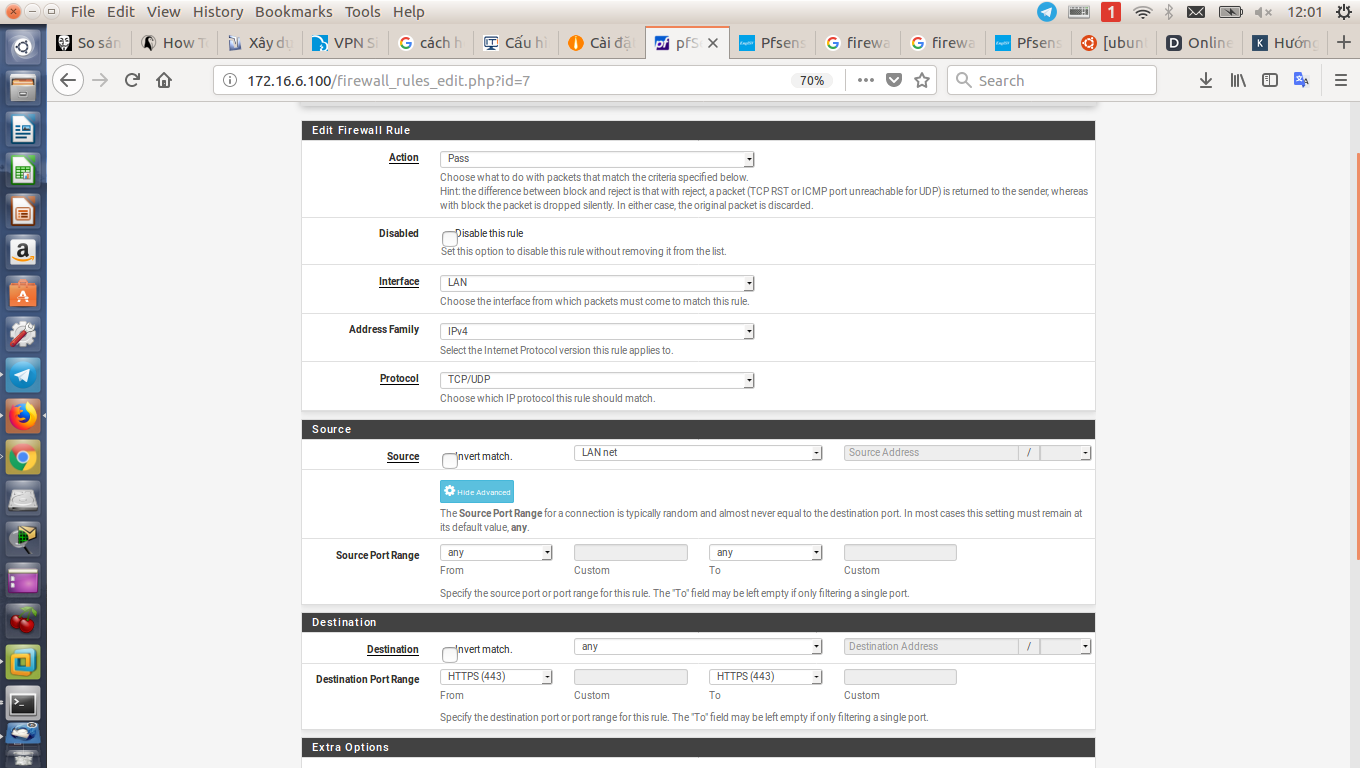 File Edit View History Bookmarks Tools Help
1
12:01
So sán
How T
Xây dự
VPN Si
cách h
Cấu hì
Cài đặt
pfSe
Pfsens
firewa
firewa
Pfsens
[ubunt
Online
Hướng
172.16.6.100/firewall_rules_edit.php?id=7
70%
Search
Edit Firewall Rule
Action
Pass
Choose what to do with packets that match the criteria specified below.
Hint: the difference between block and reject is that with reject, a packet (TCP RST or ICMP port unreachable for UDP) is returned to the sender, whereas
with block the packet is dropped silently. In either case, the original packet is discarded.
Disabled
Disable this rule
Set this option to disable this rule without removing it from the list.
Interface
LAN
Choose the interface from which packets must come to match this rule.
Address Family
IPv4
Select the Internet Protocol version this rule applies to.
Protocol
TCP/UDP
Choose which IP protocol this rule should match.
Source
Source
Invert match.
LAN net
Source Address
/
Hide Advanced
The Source Port Range for a connection is typically random and almost never equal to the destination port. In most cases this setting must remain at
its default value, any.
Source Port Range
any
any
From
Custom
To
Custom
Specify the source port or port range for this rule. The "To" field may be left empty if only filtering a single port.
Destination
Destination
Invert match.
any
Destination Address
/
Destination Port Range
HTTPS (443)
HTTPS (443)
From
Custom
To
Custom
Specify the destination port or port range for this rule. The "To" field may be left empty if only filtering a single port.
Extra Options